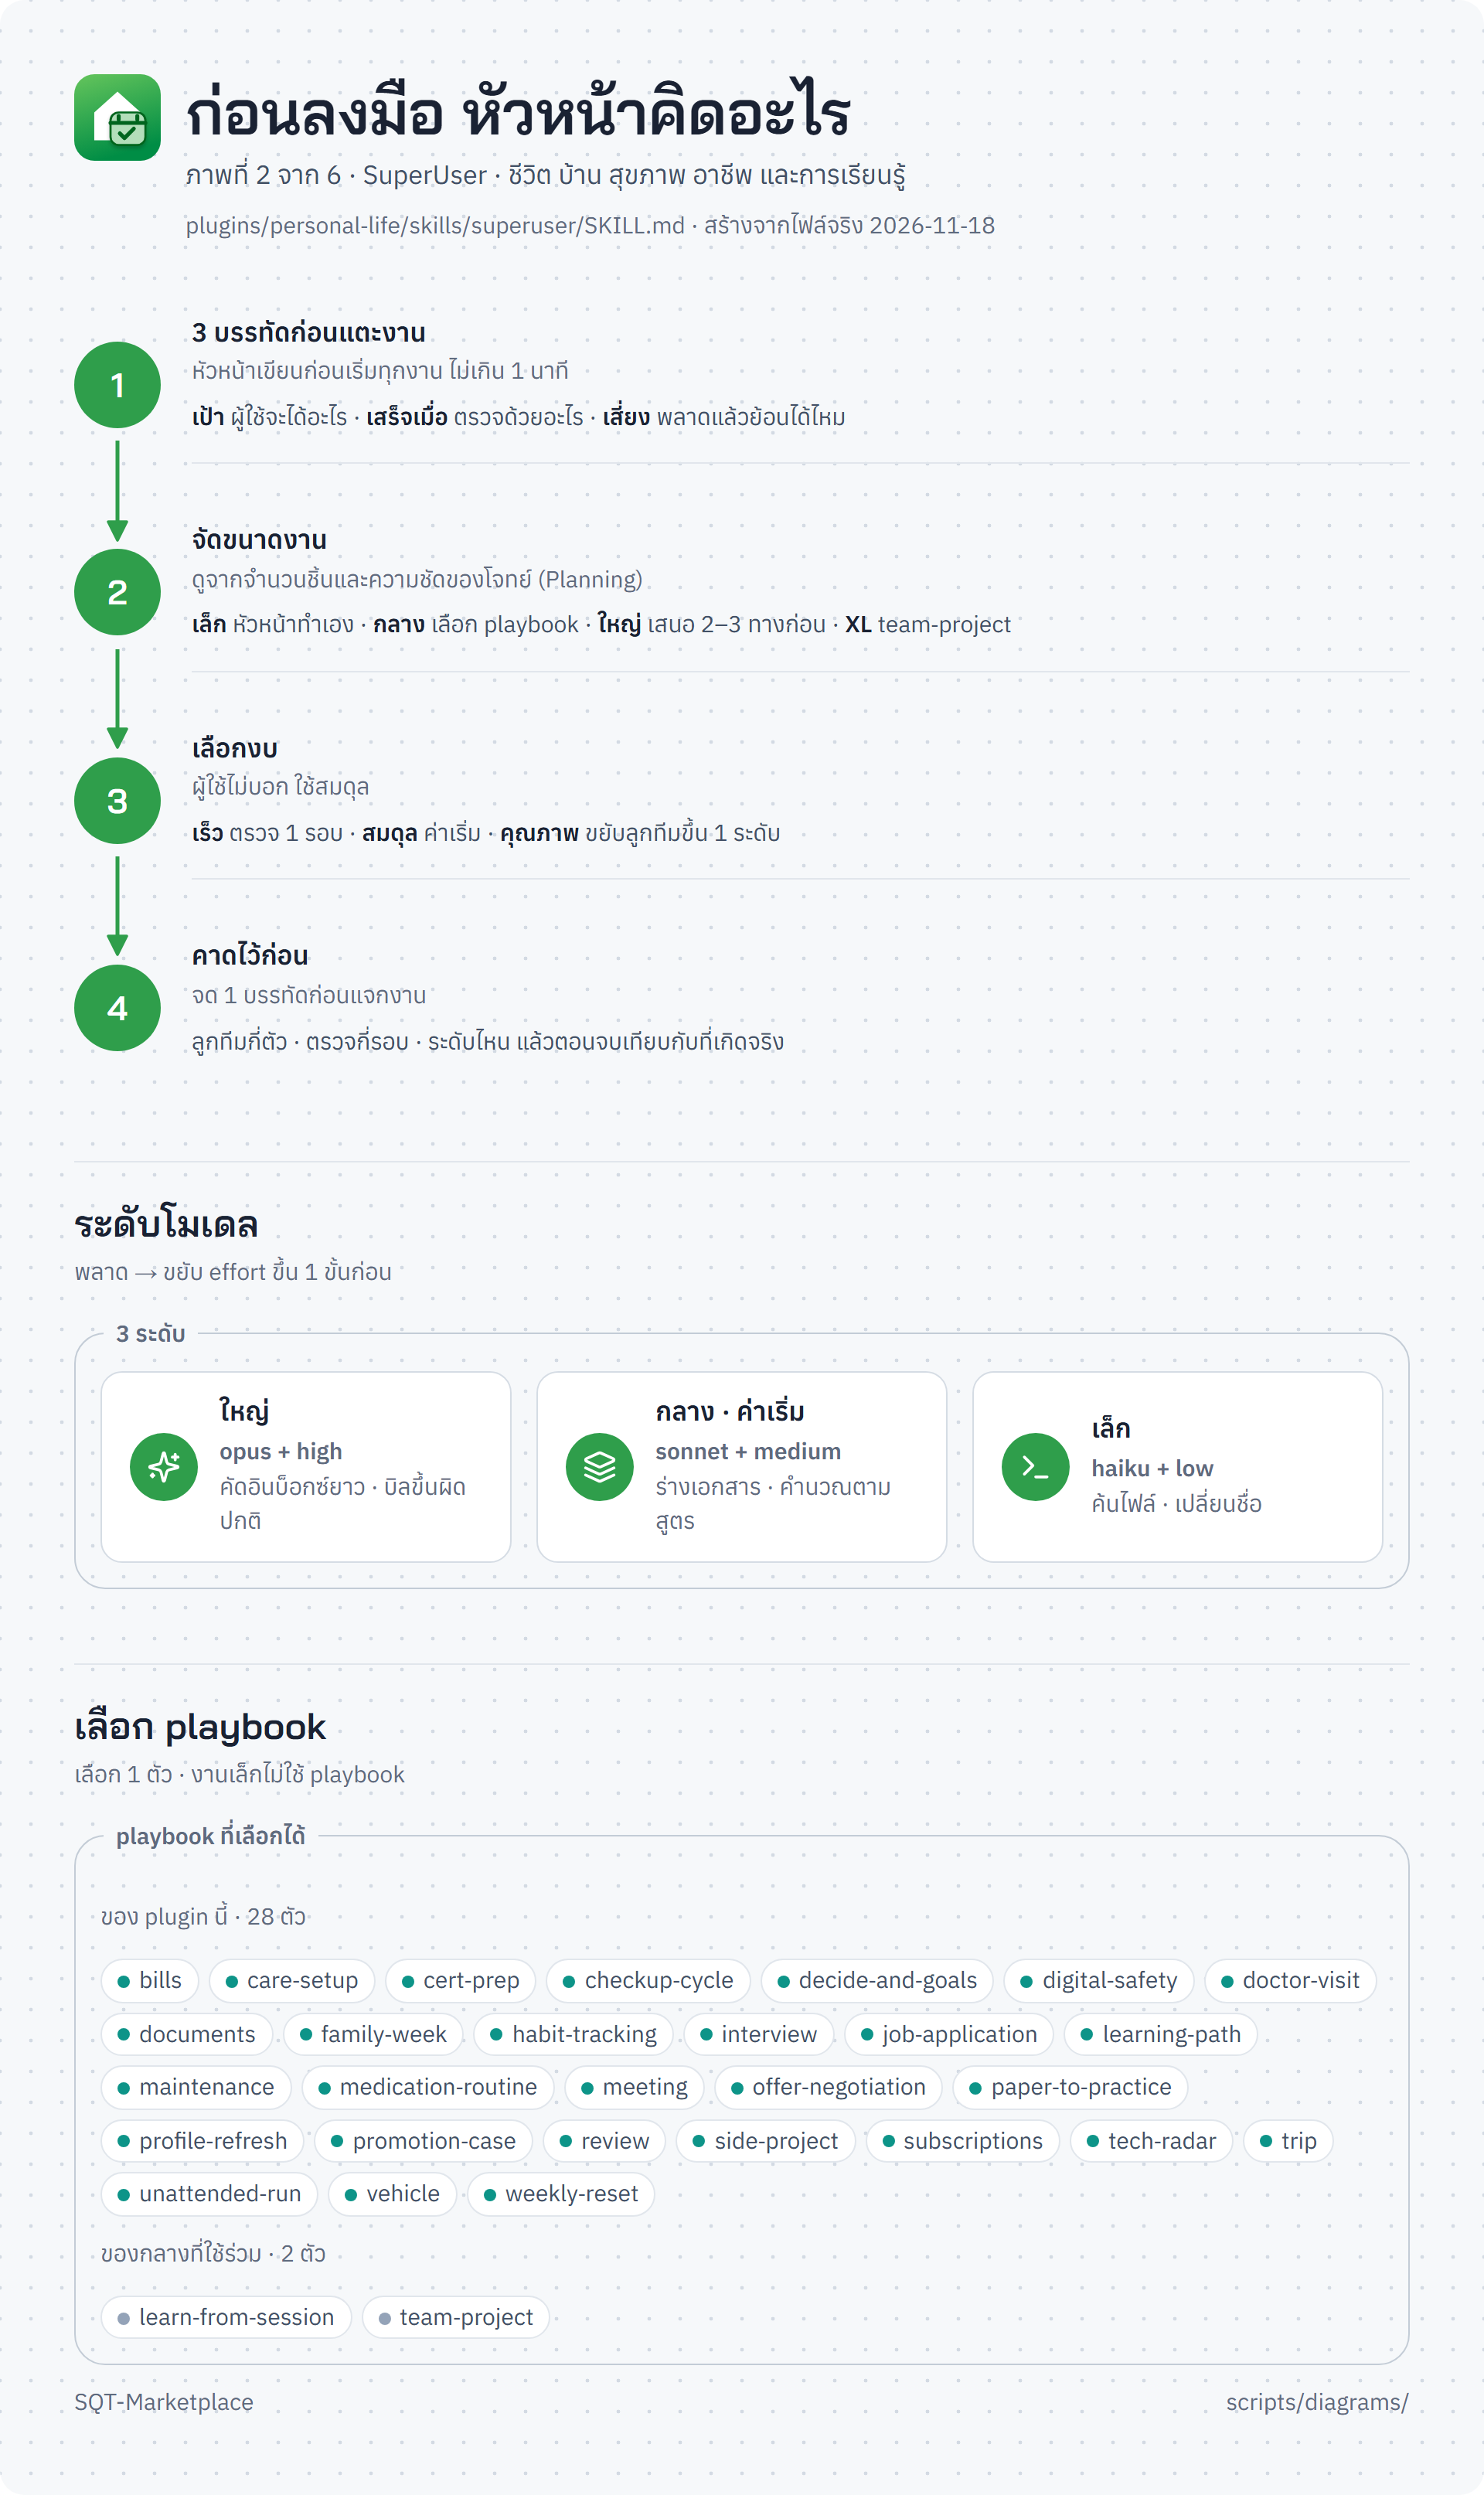 ก่อนลงมือ หัวหน้าคิดอะไร
ภาพที่ 2 จาก 6 · SuperUser · ชีวิต บ้าน สุขภาพ อาชีพ และการเรียนรู้
plugins/personal-life/skills/superuser/SKILL.md · สร้างจากไฟล์จริง 2026-11-18
1
3 บรรทัดก่อนแตะงาน
หัวหน้าเขียนก่อนเริ่มทุกงาน ไม่เกิน 1 นาที
เป้า ผู้ใช้จะได้อะไร · เสร็จเมื่อ ตรวจด้วยอะไร · เสี่ยง พลาดแล้วย้อนได้ไหม
2
จัดขนาดงาน
ดูจากจำนวนชิ้นและความชัดของโจทย์ (Planning)
เล็ก หัวหน้าทำเอง · กลาง เลือก playbook · ใหญ่ เสนอ 2–3 ทางก่อน · XL team-project
3
เลือกงบ
ผู้ใช้ไม่บอก ใช้สมดุล
เร็ว ตรวจ 1 รอบ · สมดุล ค่าเริ่ม · คุณภาพ ขยับลูกทีมขึ้น 1 ระดับ
4
คาดไว้ก่อน
จด 1 บรรทัดก่อนแจกงาน
ลูกทีมกี่ตัว · ตรวจกี่รอบ · ระดับไหน แล้วตอนจบเทียบกับที่เกิดจริง
ระดับโมเดล
พลาด → ขยับ effort ขึ้น 1 ขั้นก่อน
3 ระดับ
ใหญ่
opus + high
คัดอินบ็อกซ์ยาว · บิลขึ้นผิด
ปกติ
กลาง · ค่าเริ่ม
sonnet + medium
ร่างเอกสาร · คำนวณตาม
สูตร
เล็ก
haiku + low
ค้นไฟล์ · เปลี่ยนชื่อ
เลือก playbook
เลือก 1 ตัว · งานเล็กไม่ใช้ playbook
playbook ที่เลือกได้
ของ plugin นี้ · 28 ตัว
bills care-setup cert-prep checkup-cycle decide-and-goals digital-safety doctor-visit
documents family-week habit-tracking interview job-application learning-path
maintenance medication-routine meeting offer-negotiation paper-to-practice
profile-refresh promotion-case review side-project subscriptions tech-radar trip
unattended-run vehicle weekly-reset
ของกลางที่ใช้ร่วม · 2 ตัว
learn-from-session team-project
SQT-Marketplace scripts/diagrams/